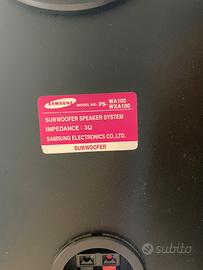 SAMSUNG MODEL NO. PS- WA100
WXA100
SUBWOOFER SPEAKER SYSTEM
IMPEDANCE : 3Ω
SAMSUNG ELECTRONICS CO.,LTD.
SUBWOOFER
subito